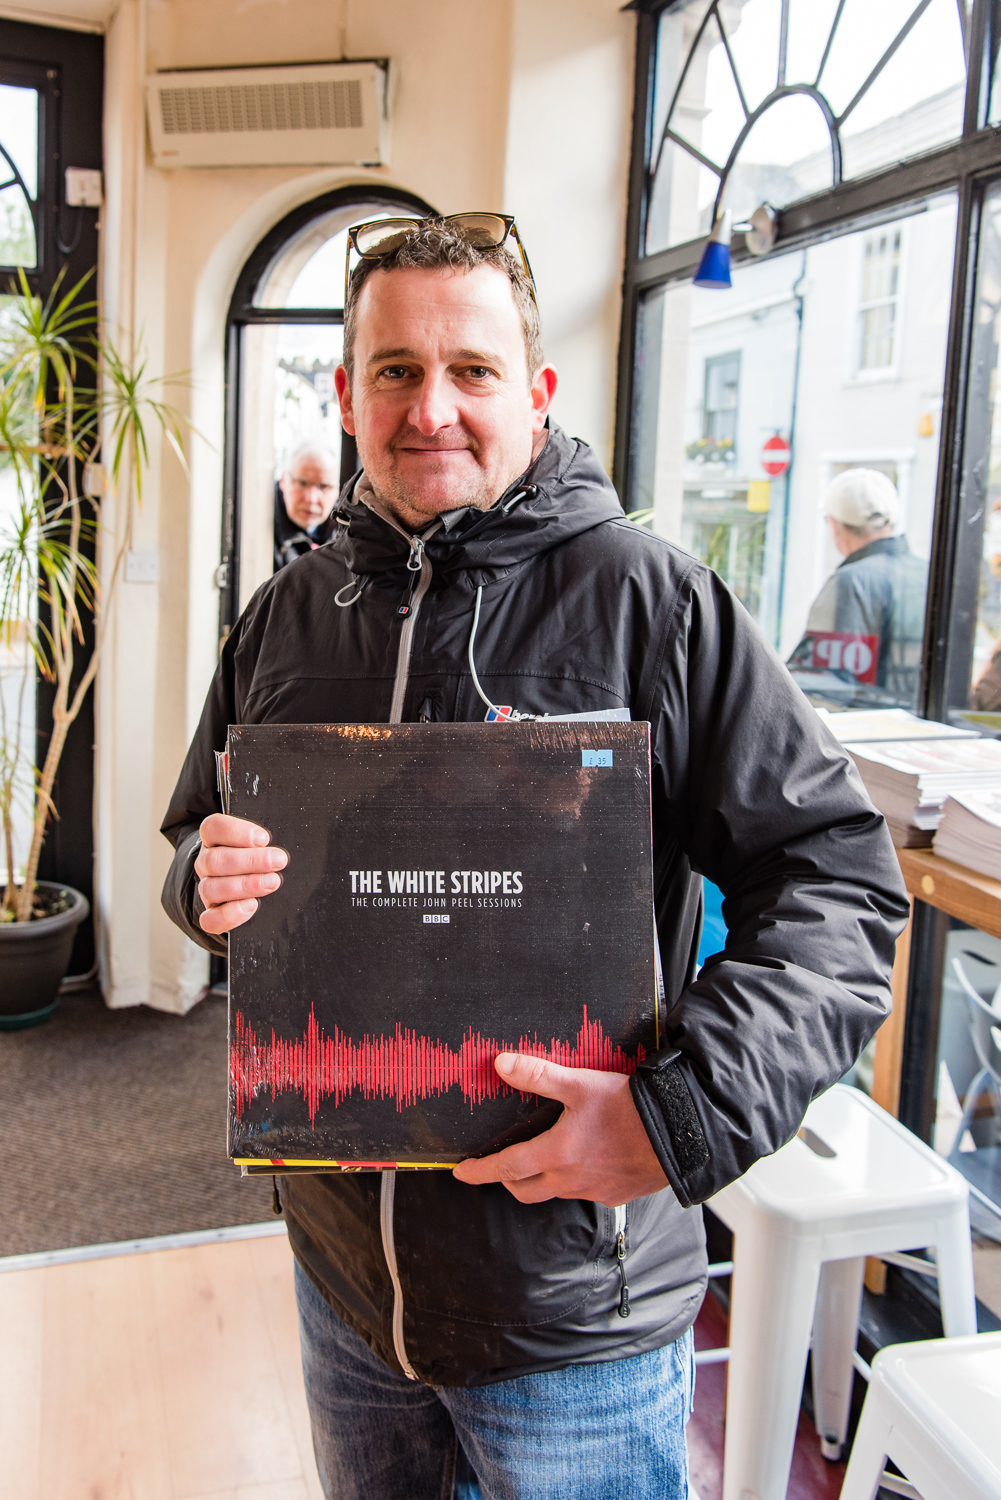 THE WHITE STRIPES
THE COMPLETE JOHN PEEL SESSIONS
BBC